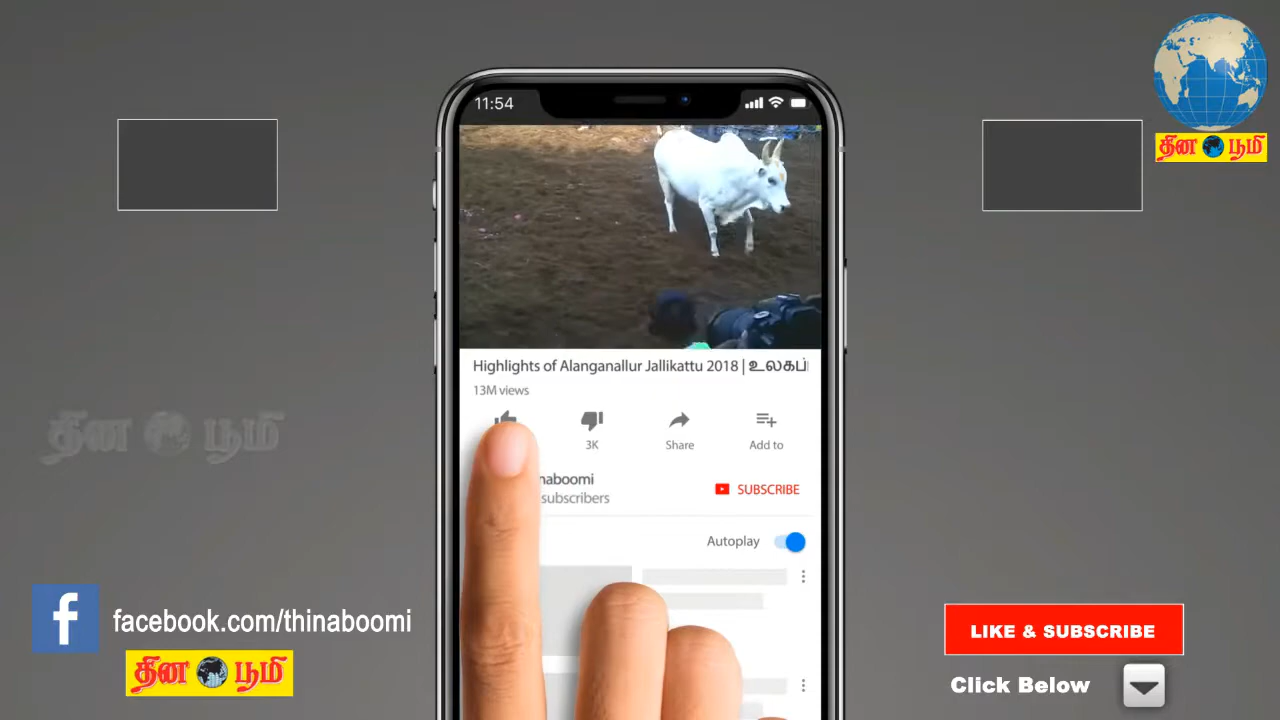 11:54
தின பூமி
Highlights of Alanganallur Jallikattu 2018 | உலகப்
13M views
3K
Share
Add to
தின பூமி
naboomi
subscribers
SUBSCRIBE
Autoplay
facebook.com/thinaboomi
தின பூமி
LIKE & SUBSCRIBE
Click Below